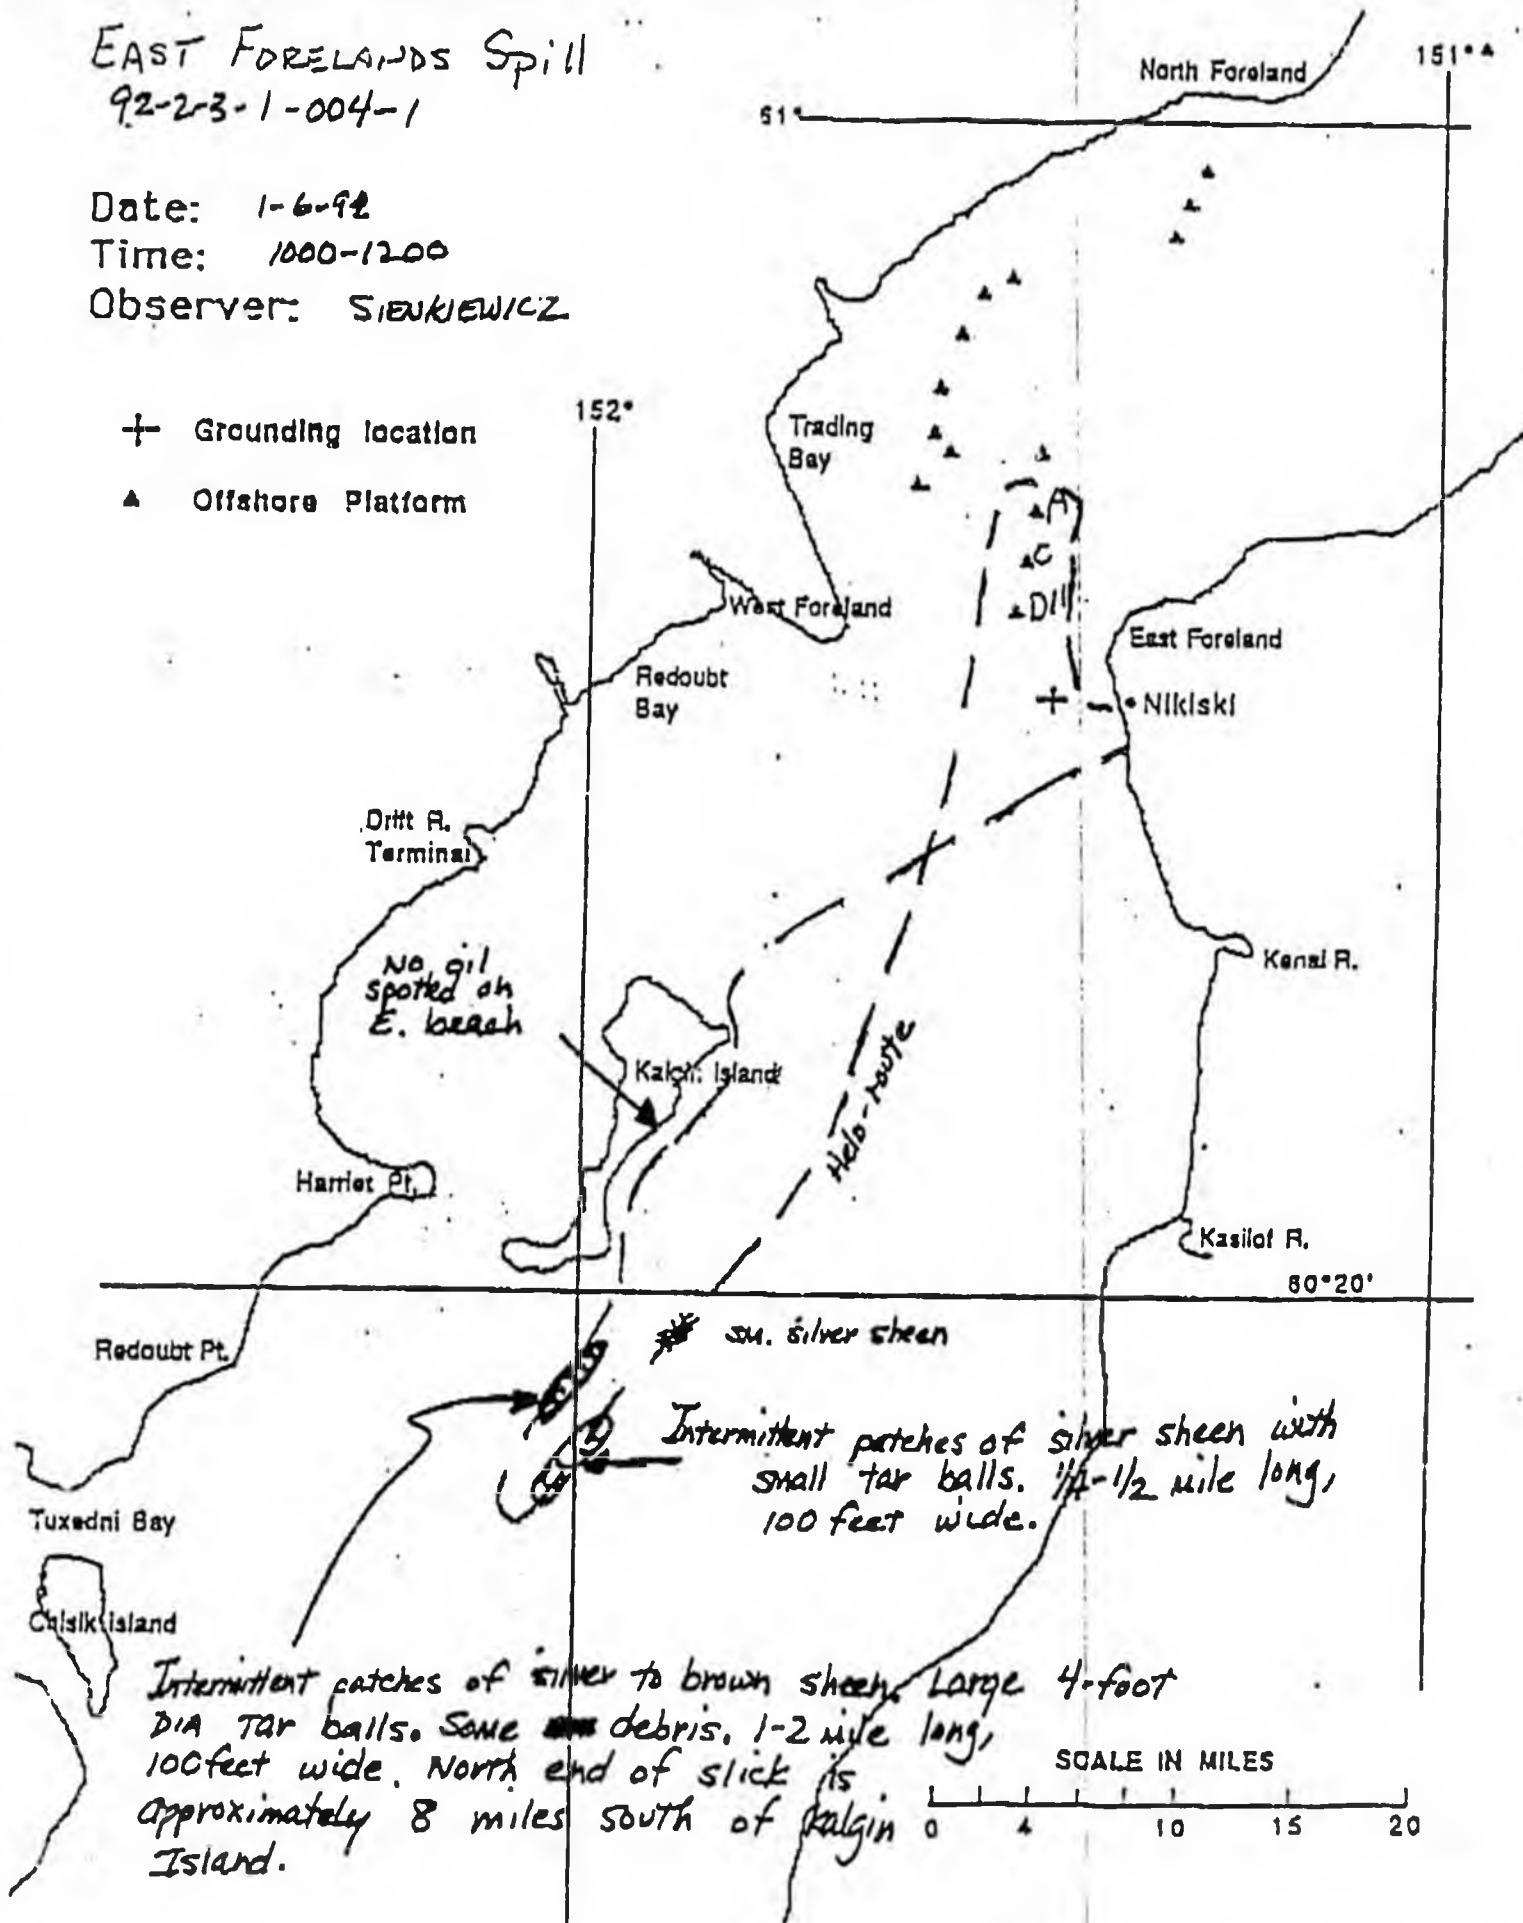 EAST FORELANDS Spill
92-2-3-1-004-1
Date: 1-6-92
Time: 1000-1200
Observer: SIENKIEWICZ
Grounding location
Offshore Platform
North Foreland
151°
61°
152°
Trading
Bay
A
C
Dill
West Foreland
East Foreland
Redoubt
Bay
Nikiski
Drift R.
Terminal
No oil
spotted on
E. beach
Kenai R.
Kalgin Island
Helo-route
Harriet Pt.
Kasilof R.
60°20'
Redoubt Pt.
sm. silver sheen
Intermittent patches of silver sheen with
small tar balls. 1/4-1/2 mile long,
100 feet wide.
Tuxedni Bay
Chisik Island
Intermittent patches of silver to brown sheen. Large 4-foot
DIA Tar balls. Some debris. 1-2 mile long,
100 feet wide. North end of slick is
approximately 8 miles south of Kalgin
Island.
SCALE IN MILES
0 4 10 15 20